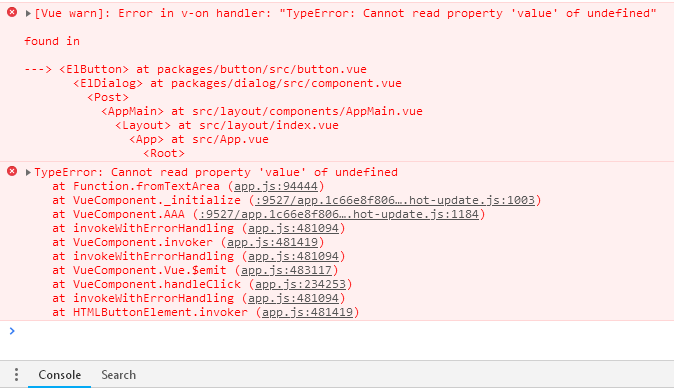 [Vue warn]: Error in v-on handler: "TypeError: Cannot read property 'value' of undefined"
found in
---> <ElButton> at packages/button/src/button.vue
<ElDialog> at packages/dialog/src/component.vue
<Post>
<AppMain> at src/layout/components/AppMain.vue
<Layout> at src/layout/index.vue
<App> at src/App.vue
<Root>
TypeError: Cannot read property 'value' of undefined
at Function.fromTextArea (app.js:94444)
at VueComponent._initialize (:9527/app.1c66e8f806….hot-update.js:1003)
at VueComponent.AAA (:9527/app.1c66e8f806….hot-update.js:1184)
at invokeWithErrorHandling (app.js:481094)
at VueComponent.invoker (app.js:481419)
at invokeWithErrorHandling (app.js:481094)
at VueComponent.Vue.$emit (app.js:483117)
at VueComponent.handleClick (app.js:234253)
at invokeWithErrorHandling (app.js:481094)
at HTMLButtonElement.invoker (app.js:481419)
Console Search